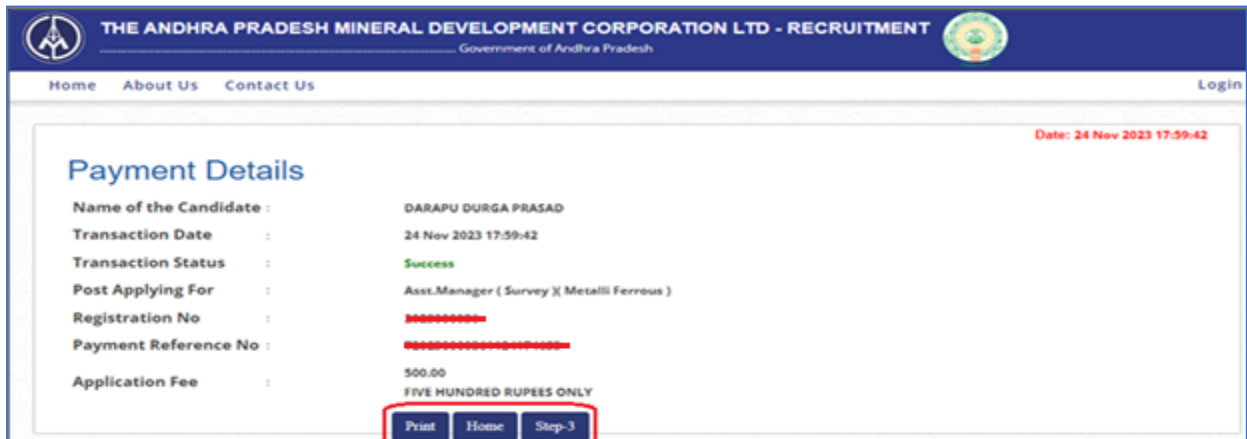 THE ANDHRA PRADESH MINERAL DEVELOPMENT CORPORATION LTD - RECRUITMENT
Government of Andhra Pradesh
Home About Us Contact Us Login
Date: 24 Nov 2023 17:59:42
Payment Details
Name of the Candidate : DARAPU DURGA PRASAD
Transaction Date : 24 Nov 2023 17:59:42
Transaction Status : Success
Post Applying For : Asst.Manager ( Survey )( Metalli Ferrous )
Registration No :
Payment Reference No :
Application Fee : 500.00
FIVE HUNDRED RUPEES ONLY
Print Home Step-3